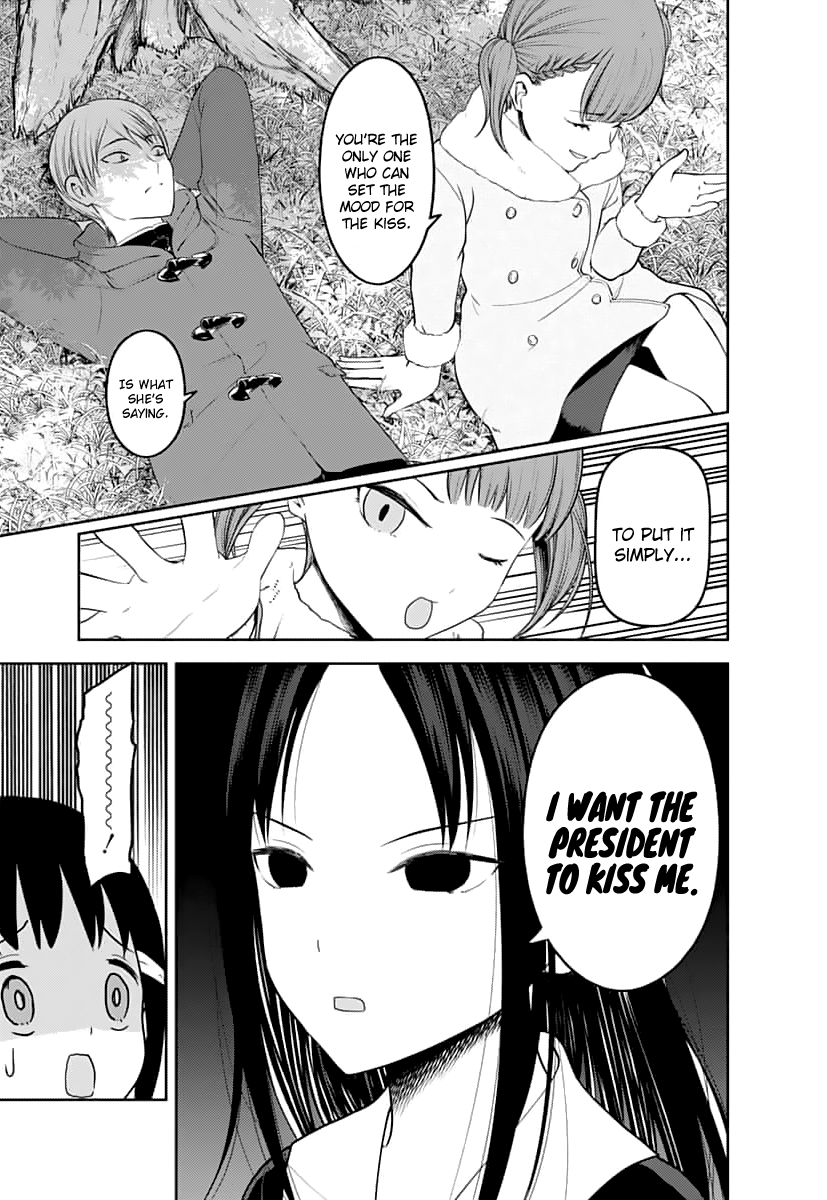 YOU'RE THE
ONLY ONE
WHO CAN
SET THE
MOOD FOR
THE KISS.
IS WHAT
SHE'S
SAYING.
TO PUT IT
SIMPLY...
I WANT THE
PRESIDENT
TO KISS ME.